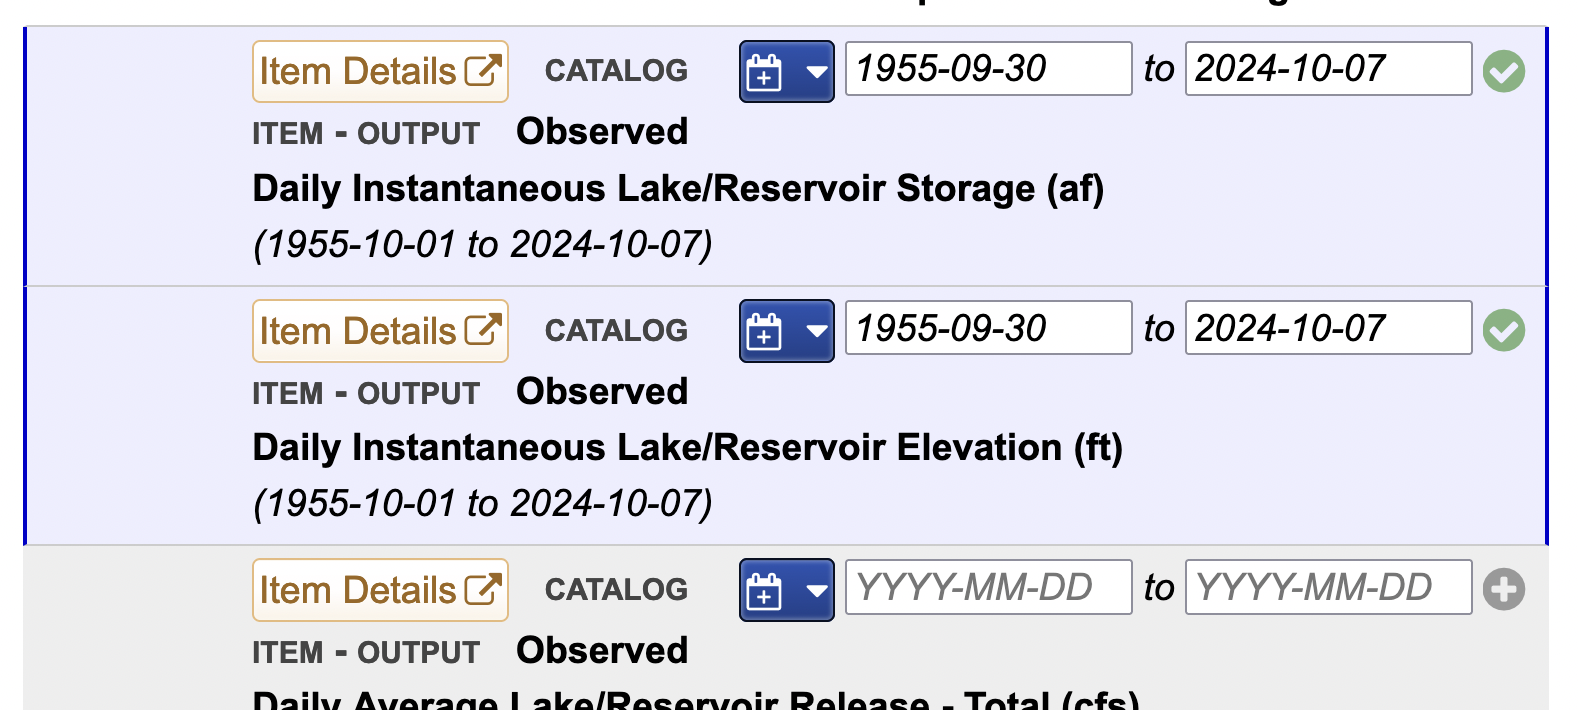 Item Details CATALOG 1955-09-30 to 2024-10-07
ITEM - OUTPUT Observed
Daily Instantaneous Lake/Reservoir Storage (af)
(1955-10-01 to 2024-10-07)
Item Details CATALOG 1955-09-30 to 2024-10-07
ITEM - OUTPUT Observed
Daily Instantaneous Lake/Reservoir Elevation (ft)
(1955-10-01 to 2024-10-07)
Item Details CATALOG YYYY-MM-DD to YYYY-MM-DD
ITEM - OUTPUT Observed
Daily Average Lake/Reservoir Release - Total (cfs)